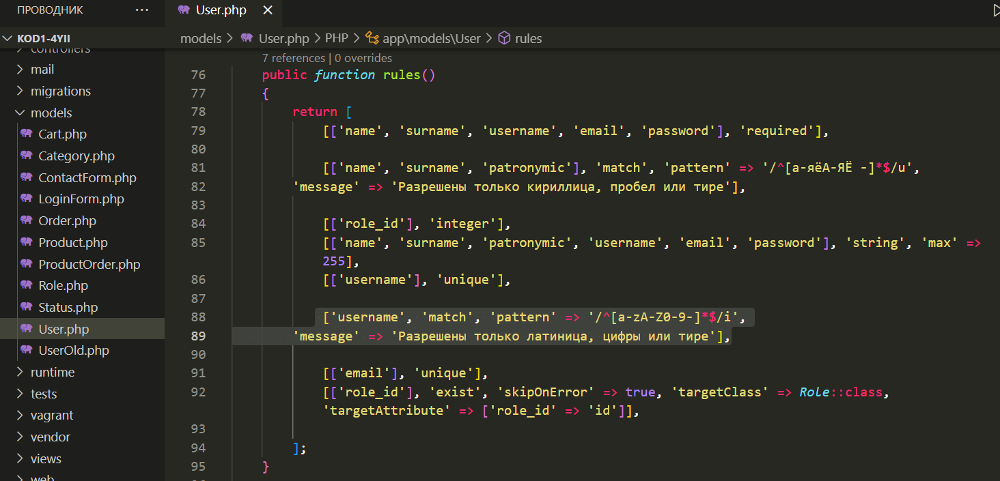 ПРОВОДНИК ···
KOD1-4YII
controllers
mail
migrations
models
Cart.php
Category.php
ContactForm.php
LoginForm.php
Order.php
Product.php
ProductOrder.php
Role.php
Status.php
User.php
UserOld.php
runtime
tests
vagrant
vendor
views
web
User.php
models > User.php > PHP > app\models\User > rules
7 references | 0 overrides
76 public function rules()
77 {
78 return [
79 [['name', 'surname', 'username', 'email', 'password'], 'required'],
80
81 [['name', 'surname', 'patronymic'], 'match', 'pattern' => '/^[а-яёА-ЯЁ -]*$/u',
82 'message' => 'Разрешены только кириллица, пробел или тире'],
83
84 [['role_id'], 'integer'],
85 [['name', 'surname', 'patronymic', 'username', 'email', 'password'], 'string', 'max' =>
255],
86 [['username'], 'unique'],
87
88 ['username', 'match', 'pattern' => '/^[a-zA-Z0-9-]*$/i',
89 'message' => 'Разрешены только латиница, цифры или тире'],
90
91 [['email'], 'unique'],
92 [['role_id'], 'exist', 'skipOnError' => true, 'targetClass' => Role::class,
'targetAttribute' => ['role_id' => 'id']],
93
94 ];
95 }